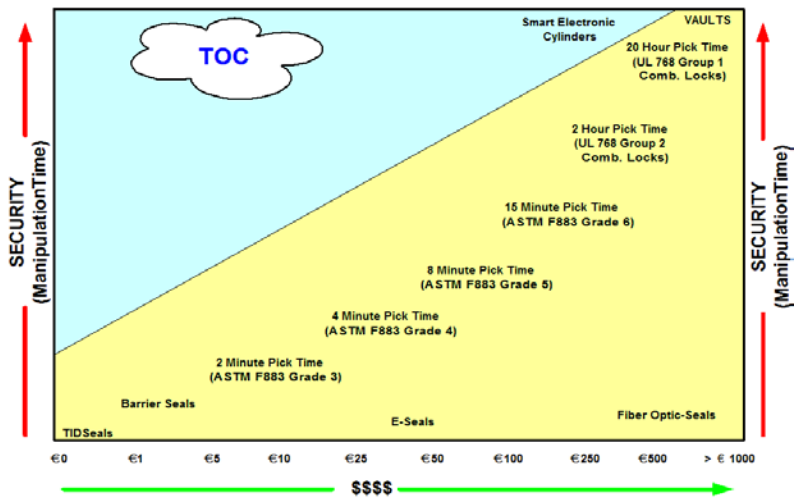 Smart Electronic
Cylinders
VAULTS
TOC
20 Hour Pick Time
(UL 768 Group 1
Comb. Locks)
2 Hour Pick Time
(UL 768 Group 2
Comb. Locks)
SECURITY
(ManipulationTime)
SECURITY
(ManipulationTime)
15 Minute Pick Time
(ASTM F883 Grade 6)
8 Minute Pick Time
(ASTM F883 Grade 5)
4 Minute Pick Time
(ASTM F883 Grade 4)
2 Minute Pick Time
(ASTM F883 Grade 3)
Barrier Seals
E-Seals
Fiber Optic-Seals
TIDSeals
€0 €1 €5 €10 €25 €50 €100 €250 €500 > € 1000
$$$$